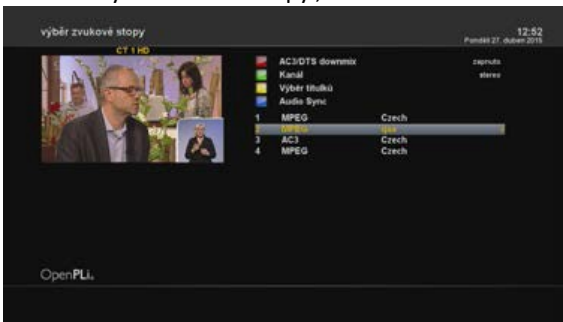 výběr zvukové stopy
12:52
Pondělí 27. duben 2015
CT 1 HD
AC3/DTS downmix zapnuto
Kanál stereo
Výběr titulků
Audio Sync
1 MPEG Czech
2 MPEG qaa
3 AC3 Czech
4 MPEG Czech
OpenPLi.